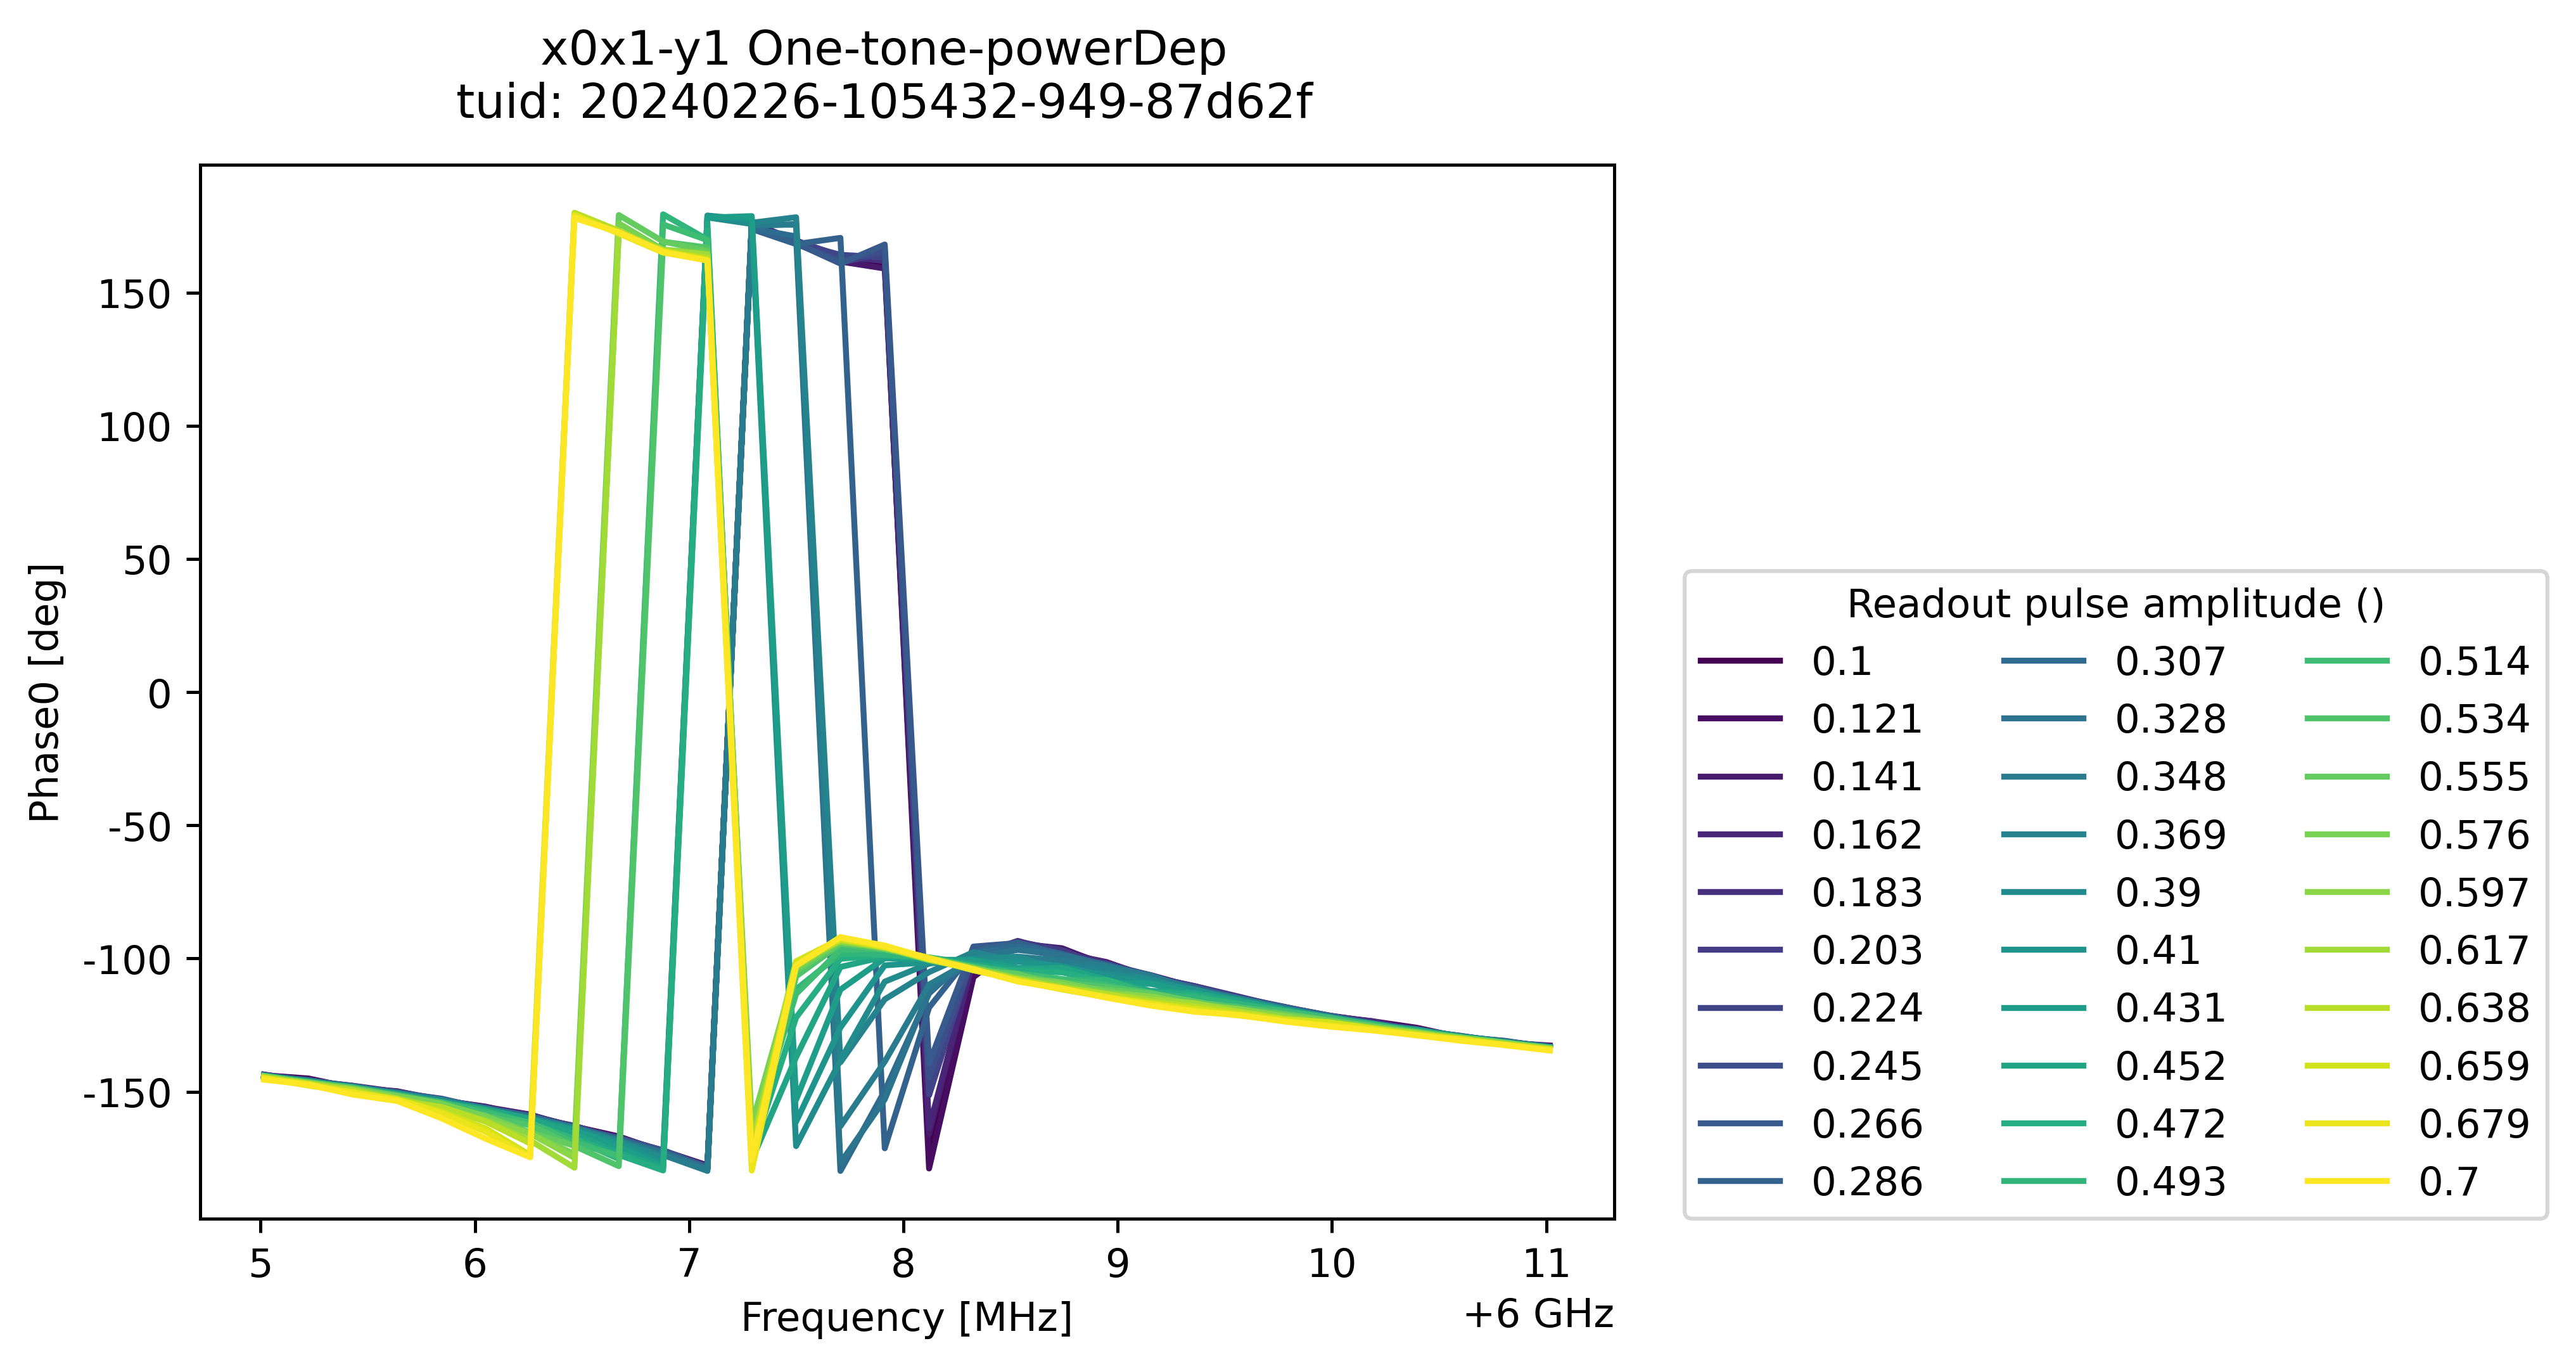 x0x1-y1 One-tone-powerDep
tuid: 20240226-105432-949-87d62f
Phase0 [deg]
150
100
50
0
-50
-100
-150
5 6 7 8 9 10 11
Frequency [MHz]
+6 GHz
Readout pulse amplitude ()
0.1 0.307 0.514
0.121 0.328 0.534
0.141 0.348 0.555
0.162 0.369 0.576
0.183 0.39 0.597
0.203 0.41 0.617
0.224 0.431 0.638
0.245 0.452 0.659
0.266 0.472 0.679
0.286 0.493 0.7